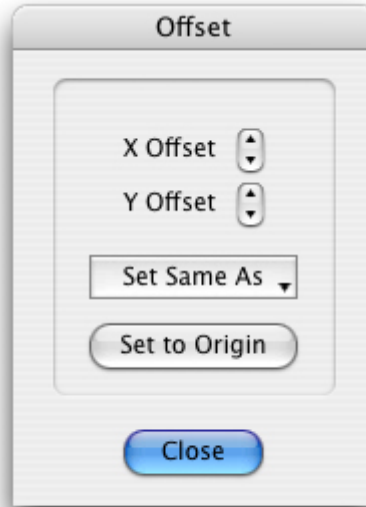 Offset
X Offset
Y Offset
Set Same As
Set to Origin
Close